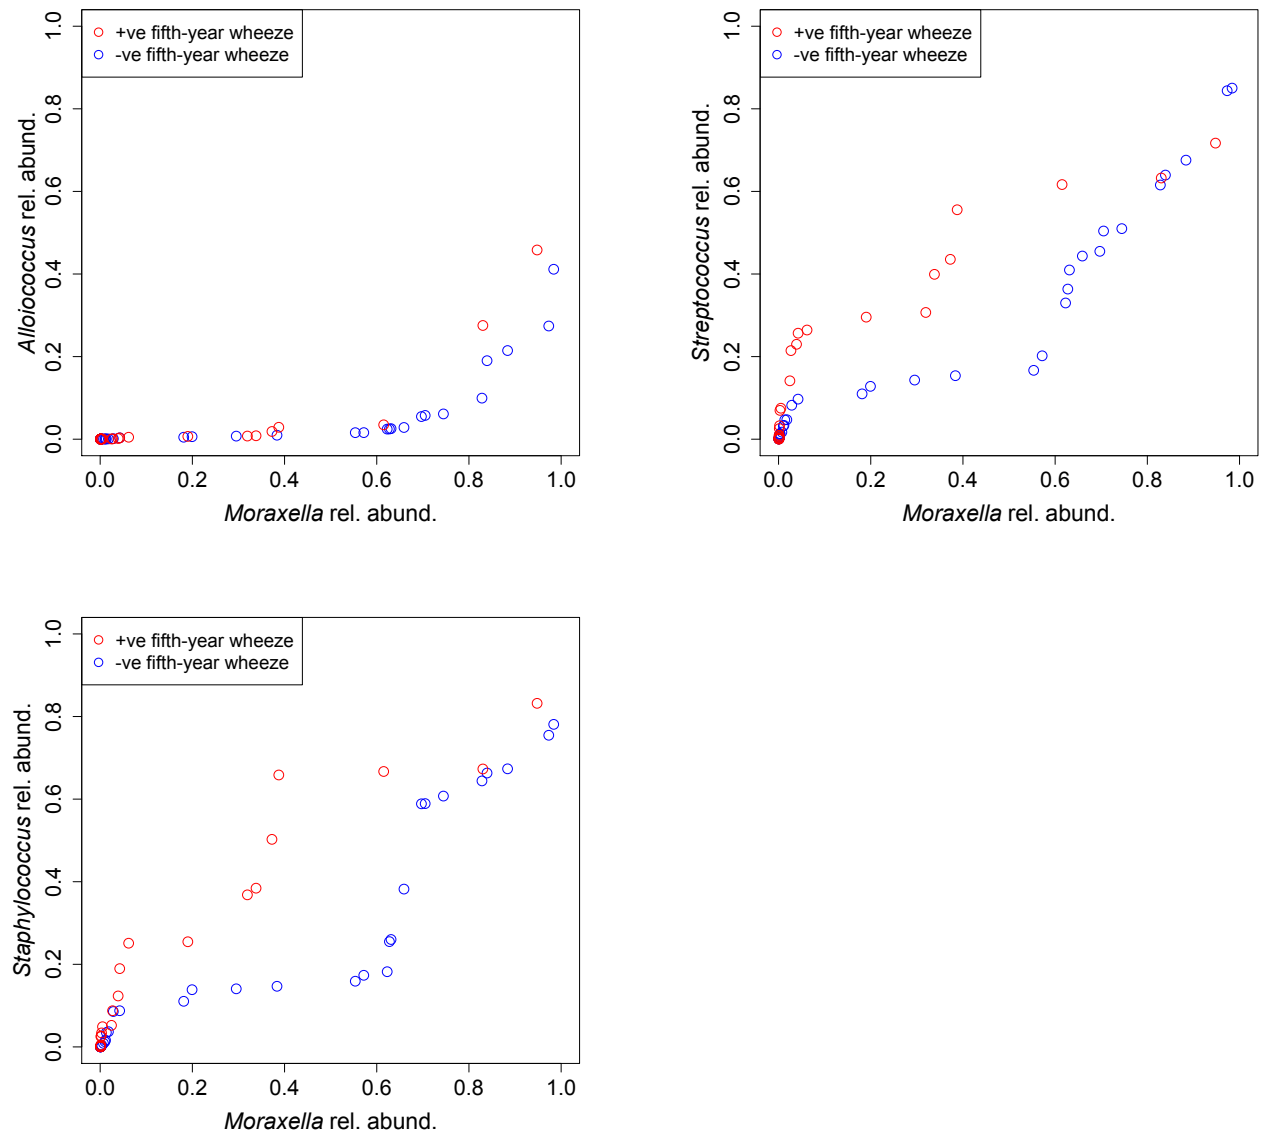 +ve fifth-year wheeze
-ve fifth-year wheeze
1.0
0.8
0.6
0.4
0.2
0.0
Alloiococcus rel. abund.
0.0 0.2 0.4 0.6 0.8 1.0
Moraxella rel. abund.
+ve fifth-year wheeze
-ve fifth-year wheeze
1.0
0.8
0.6
0.4
0.2
0.0
Streptococcus rel. abund.
0.0 0.2 0.4 0.6 0.8 1.0
Moraxella rel. abund.
+ve fifth-year wheeze
-ve fifth-year wheeze
1.0
0.8
0.6
0.4
0.2
0.0
Staphylococcus rel. abund.
0.0 0.2 0.4 0.6 0.8 1.0
Moraxella rel. abund.